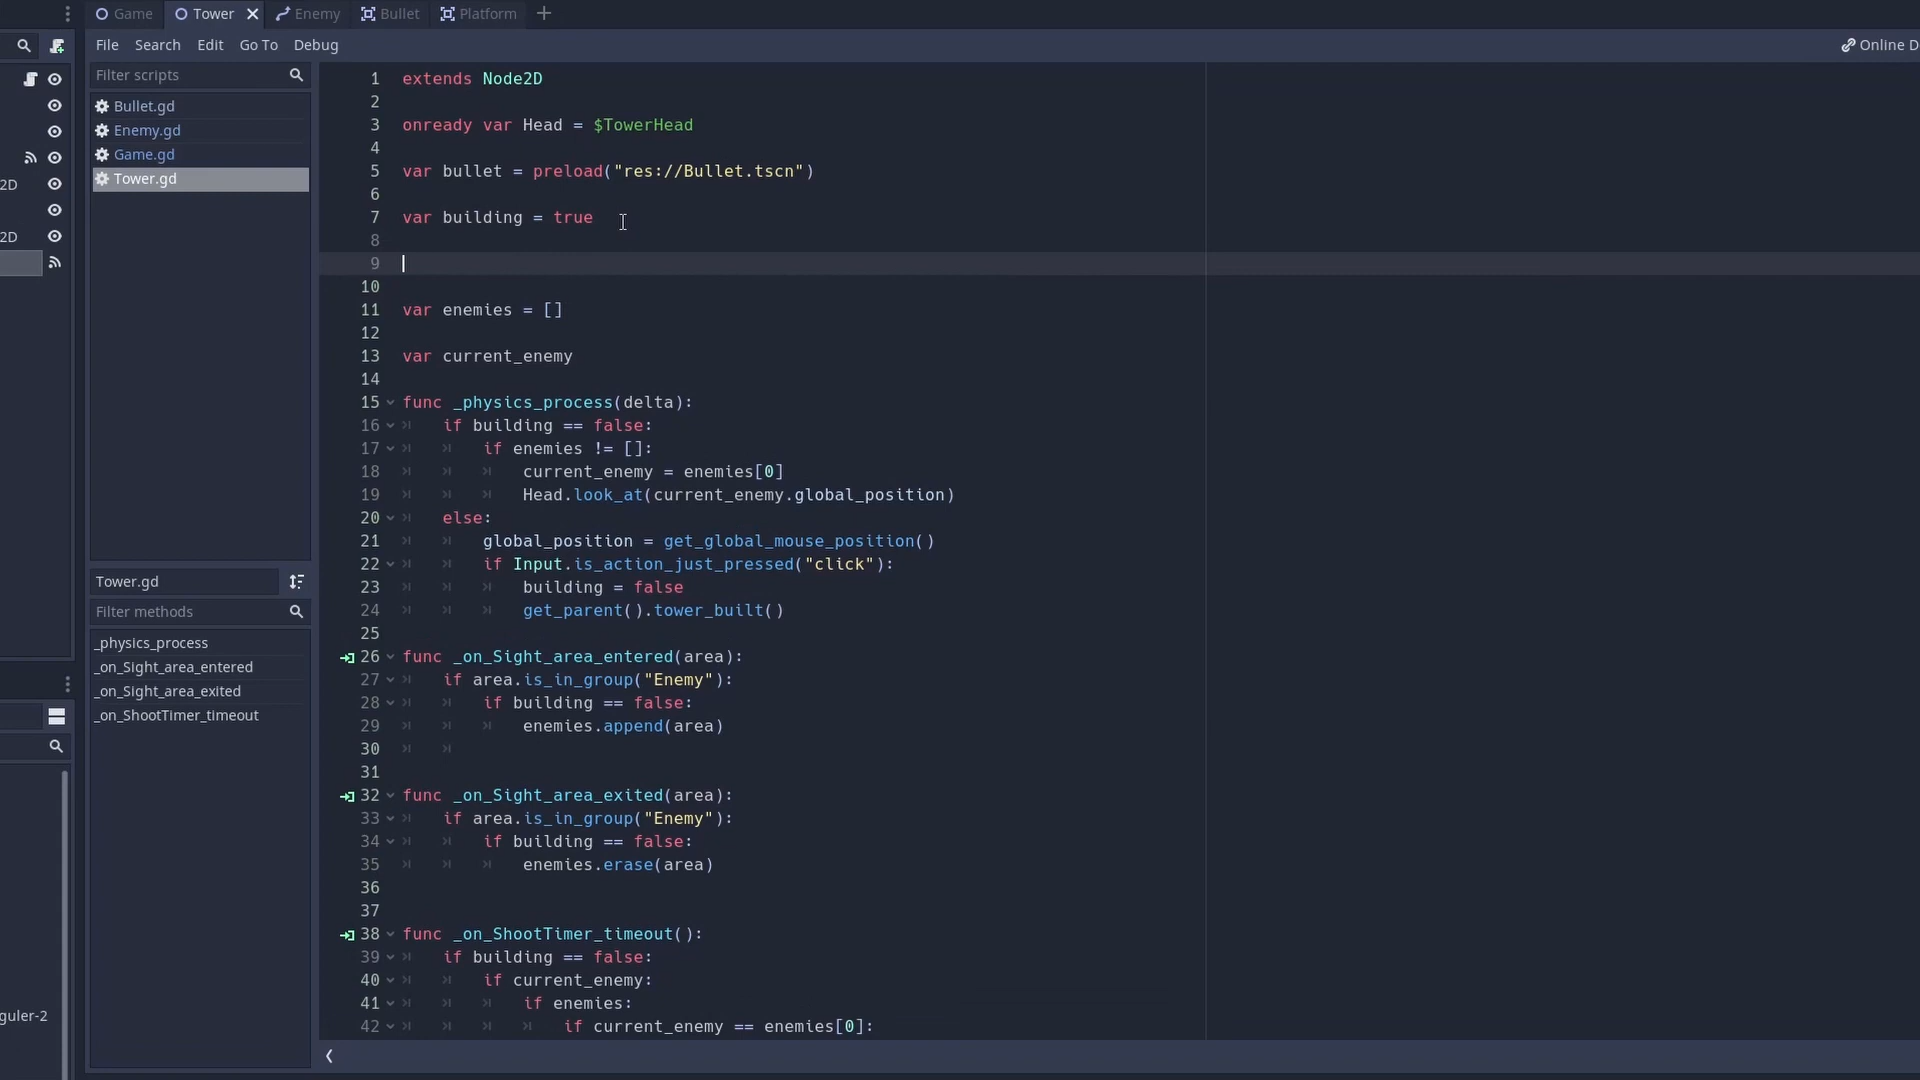 Game Tower Enemy Bullet Platform
File Search Edit Go To Debug
Filter scripts
Bullet.gd
Enemy.gd
Game.gd
Tower.gd
2D
2D
Tower.gd
Filter methods
_physics_process
_on_Sight_area_entered
_on_Sight_area_exited
_on_ShootTimer_timeout
guler-2
1 extends Node2D
2
3 onready var Head = $TowerHead
4
5 var bullet = preload("res://Bullet.tscn")
6
7 var building = true
8
9
10
11 var enemies = []
12
13 var current_enemy
14
15 func _physics_process(delta):
16 if building == false:
17 if enemies != []:
18 current_enemy = enemies[0]
19 Head.look_at(current_enemy.global_position)
20 else:
21 global_position = get_global_mouse_position()
22 if Input.is_action_just_pressed("click"):
23 building = false
24 get_parent().tower_built()
25
26 func _on_Sight_area_entered(area):
27 if area.is_in_group("Enemy"):
28 if building == false:
29 enemies.append(area)
30
31
32 func _on_Sight_area_exited(area):
33 if area.is_in_group("Enemy"):
34 if building == false:
35 enemies.erase(area)
36
37
38 func _on_ShootTimer_timeout():
39 if building == false:
40 if current_enemy:
41 if enemies:
42 if current_enemy == enemies[0]:
Online D